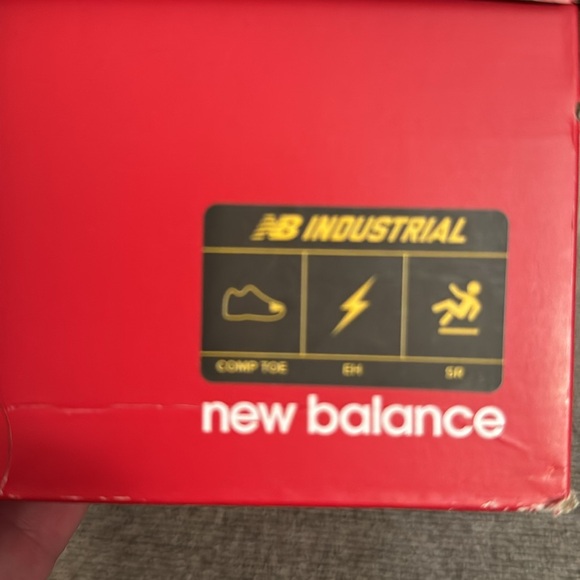 NB INDUSTRIAL
COMP TOE EH SR
new balance